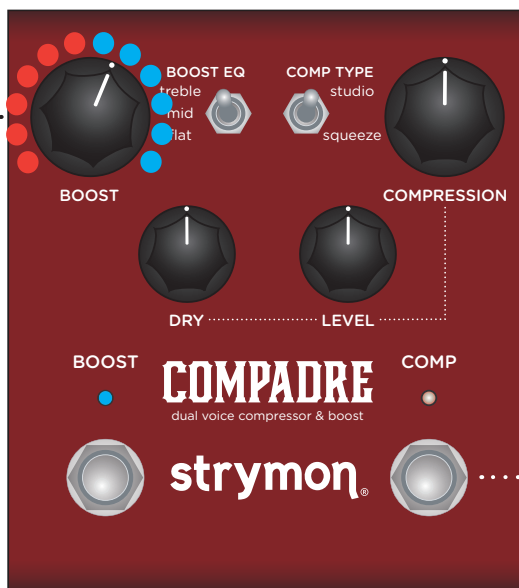 BOOST EQ
treble
mid
flat
COMP TYPE
studio
squeeze
BOOST
COMPRESSION
DRY
LEVEL
BOOST
COMPADRE
COMP
dual voice compressor & boost
strymon®